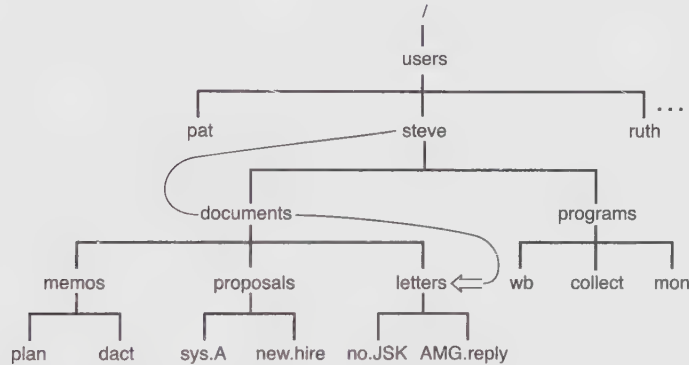 /
users
pat steve ruth ...
documents programs
memos proposals letters wb collect mon
plan dact sys.A new.hire no.JSK AMG.reply